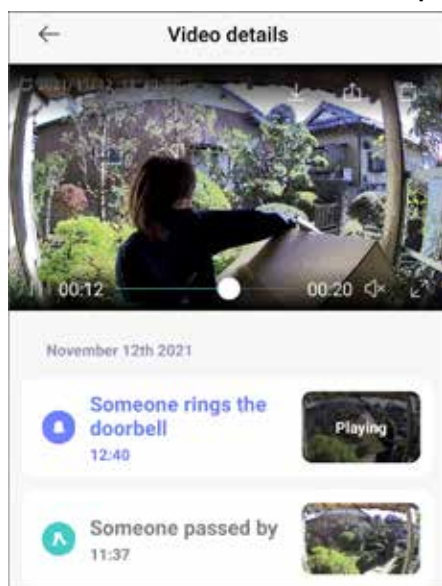 Video details
00:12
00:20
November 12th 2021
Someone rings the
doorbell
12:40
Playing
Someone passed by
11:37